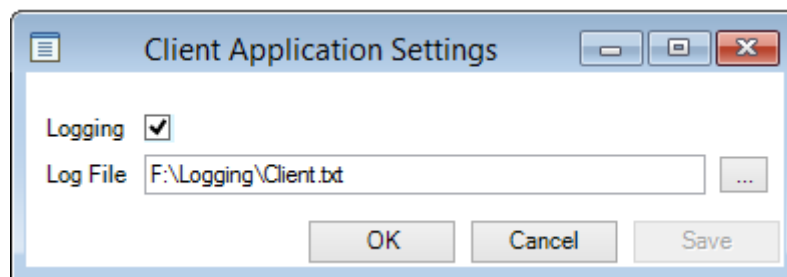 Client Application Settings
Logging
Log File F:\Logging\Client.txt ...
OK Cancel Save